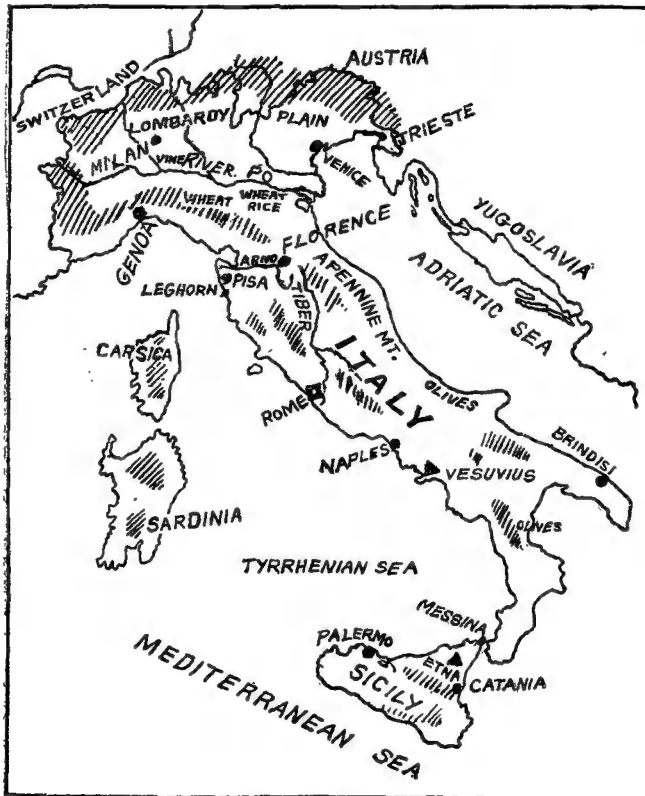 AUSTRIA
SWITZERLAND
LOMBARDY
PLAIN
TRIESTE
MILAN
VINE
RIVER.
PO
VENICE
WHEAT
WHEAT
RICE
GENOA
FLORENCE
YUGOSLAVIA
ARNO
LEGHORN
PISA
TIBER
APENNINE MT.
ADRIATIC SEA
CARSICA
ITALY
ROME
OLIVES
NAPLES
VESUVIUS
BRINDISI
SARDINIA
OLIVES
TYRRHENIAN SEA
MESSINA
PALERMO
ETNA
SICILY
CATANIA
MEDITERRANEAN SEA